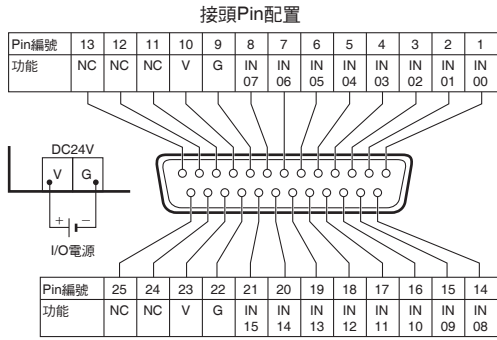 接頭Pin配置
Pin編號 13 12 11 10 9 8 7 6 5 4 3 2 1
功能 NC NC NC V G IN 07 IN 06 IN 05 IN 04 IN 03 IN 02 IN 01 IN 00
DC24V
V G
+ −
I/O電源
Pin編號 25 24 23 22 21 20 19 18 17 16 15 14
功能 NC NC V G IN 15 IN 14 IN 13 IN 12 IN 11 IN 10 IN 09 IN 08